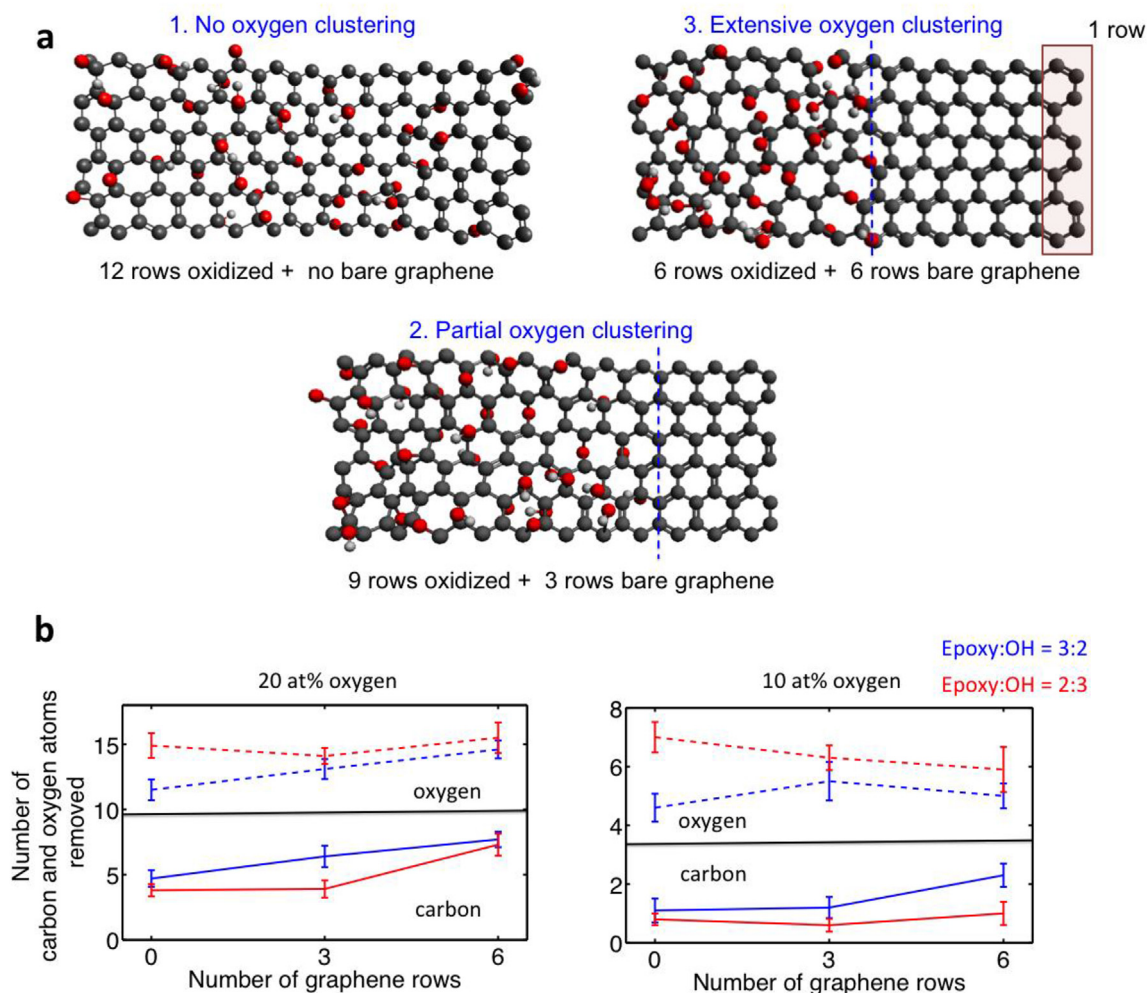 a
1. No oxygen clustering
3. Extensive oxygen clustering
1 row
12 rows oxidized + no bare graphene
6 rows oxidized + 6 rows bare graphene
2. Partial oxygen clustering
9 rows oxidized + 3 rows bare graphene
b
Epoxy:OH = 3:2
Epoxy:OH = 2:3
20 at% oxygen
Number of
carbon and oxygen atoms
removed
15
10
5
0
oxygen
carbon
0 3 6
Number of graphene rows
10 at% oxygen
8
6
4
2
0
oxygen
carbon
0 3 6
Number of graphene rows